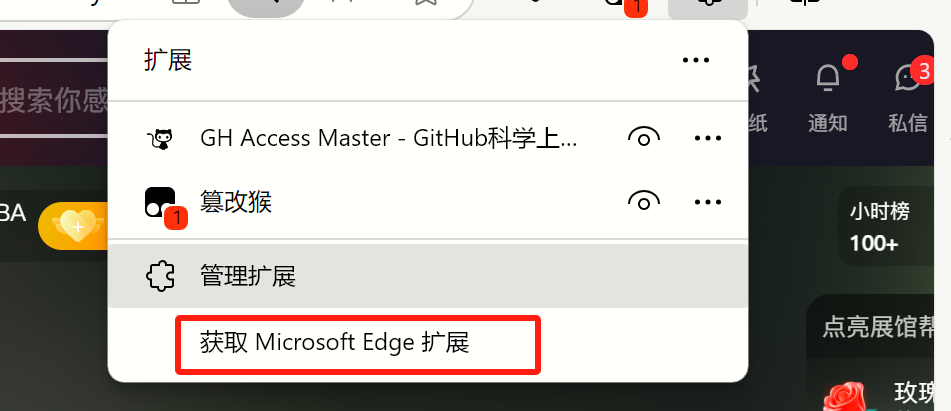 1
扩展
搜索你感
3
纸
通知
私信
GH Access Master - GitHub科学上...
篡改猴
1
BA
小时榜
100+
管理扩展
获取 Microsoft Edge 扩展
点亮展馆帮
玫瑰